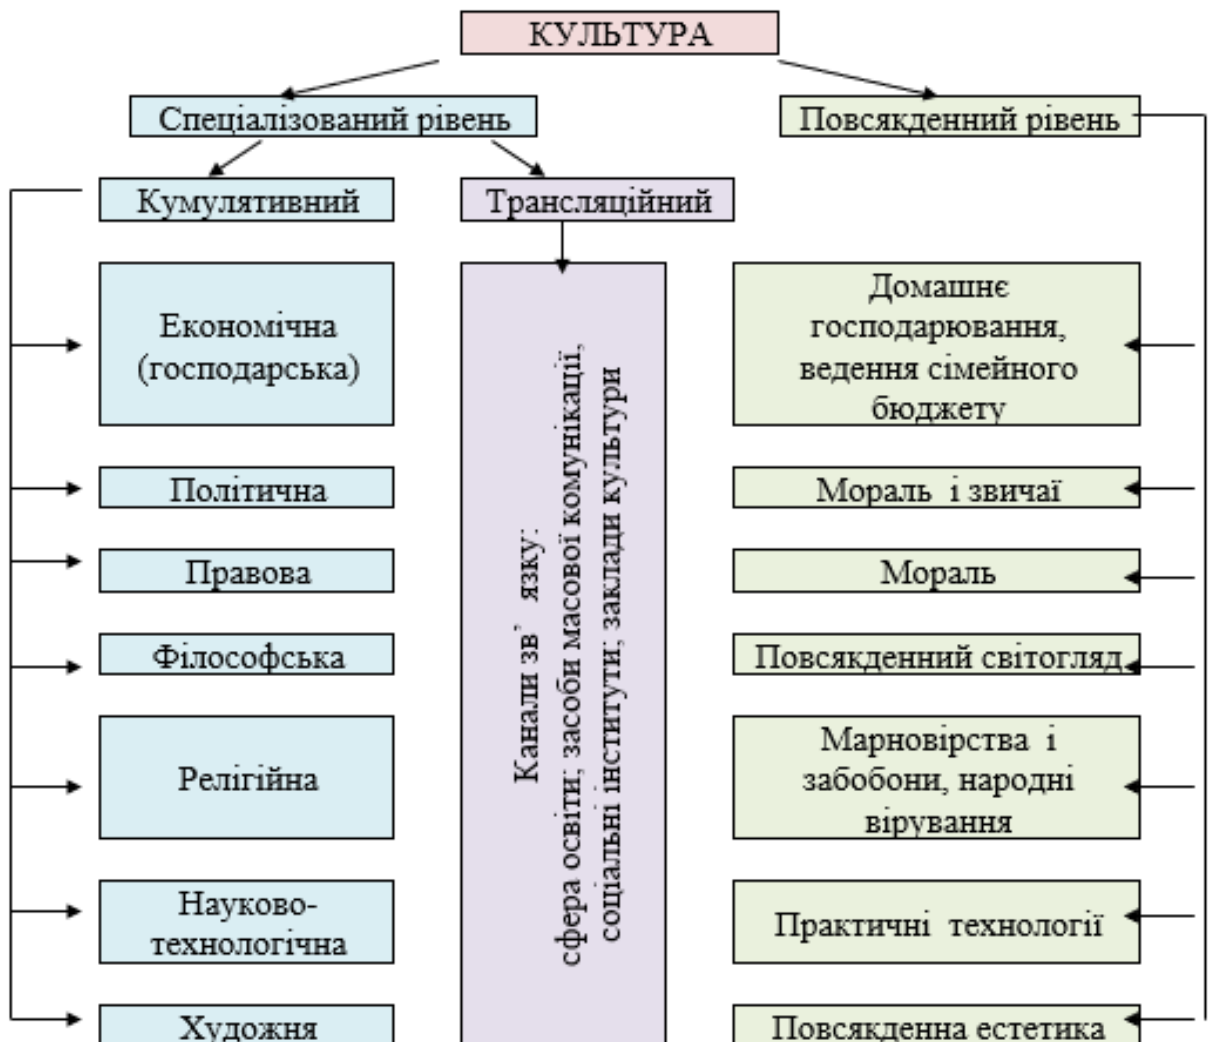 КУЛЬТУРА
Спеціалізований рівень
Повсякденний рівень
Кумулятивний
Трансляційний
Економічна
(господарська)
Канали зв’ язку:
сфера освіти; засоби масової комунікації,
соціальні інститути; заклади культури
Домашнє
господарювання,
ведення сімейного
бюджету
Політична
Мораль і звичаї
Правова
Мораль
Філософська
Повсякденний світогляд
Релігійна
Марновірства і
забобони, народні
вірування
Науково-
технологічна
Практичні технології
Художня
Повсякденна естетика